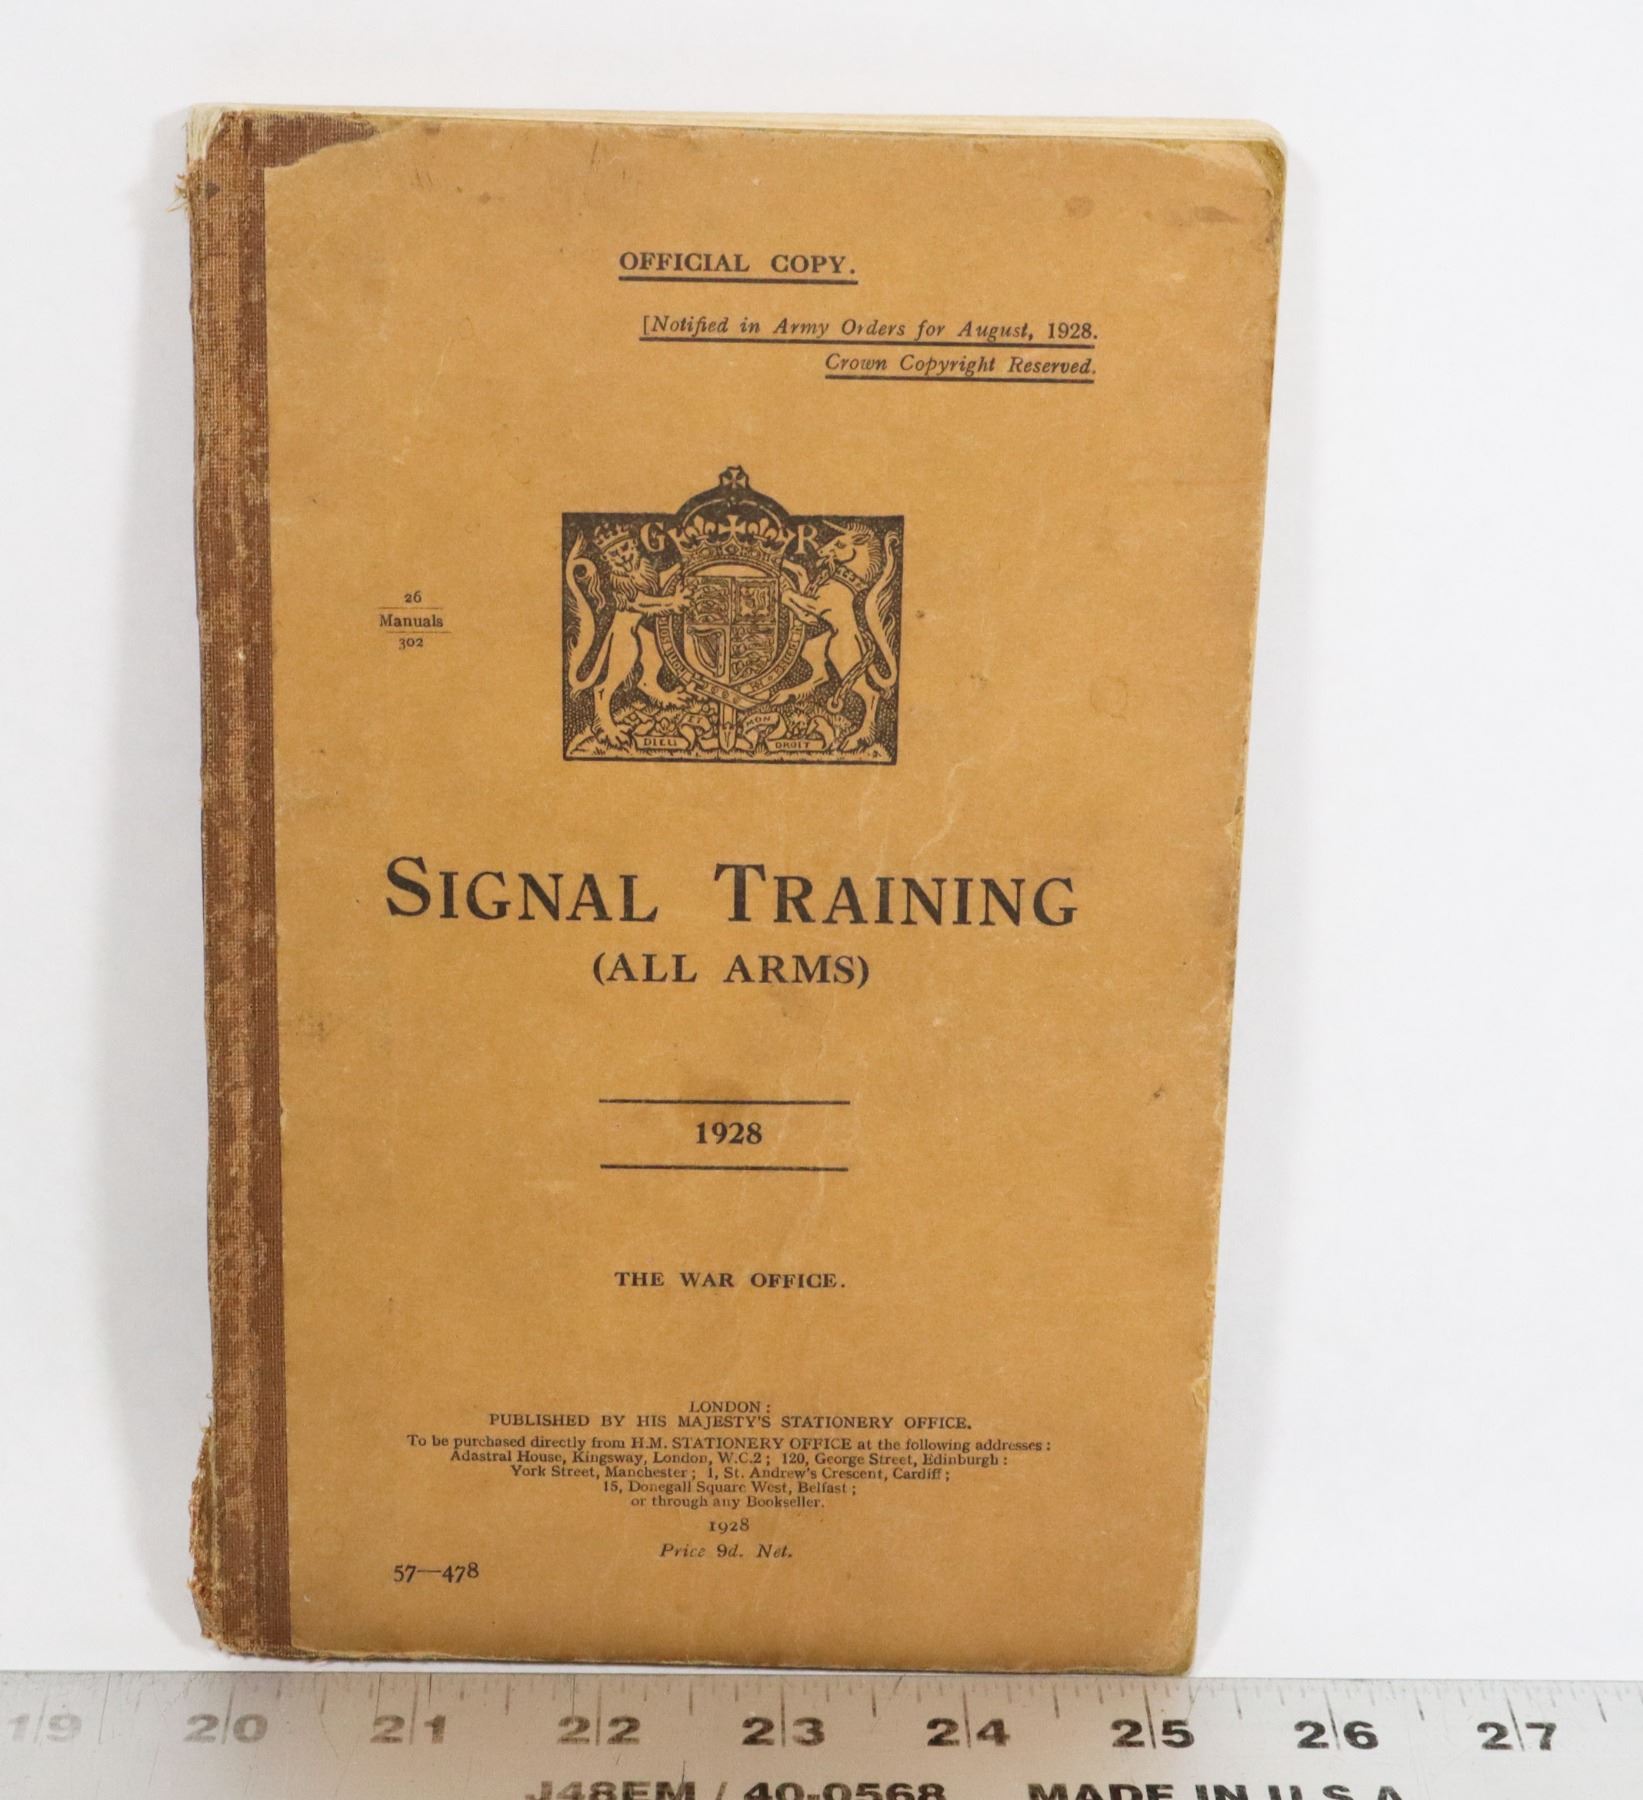 OFFICIAL COPY.
[Notified in Army Orders for August, 1928.
Crown Copyright Reserved.
G R
26
Manuals
302
ET MON
DIEU DROIT
SIGNAL TRAINING
(ALL ARMS)
1928
THE WAR OFFICE.
LONDON:
PUBLISHED BY HIS MAJESTY'S STATIONERY OFFICE.
To be purchased directly from H.M. STATIONERY OFFICE at the following addresses:
Adastral House, Kingsway, London, W.C.2; 120, George Street, Edinburgh:
York Street, Manchester; 1, St. Andrew's Crescent, Cardiff;
15, Donegall Square West, Belfast;
or through any Bookseller.
1928
Price 9d. Net.
57—478
19 20 21 22 23 24 25 26 27
J48EM / 40-0568 MADE IN U.S.A.